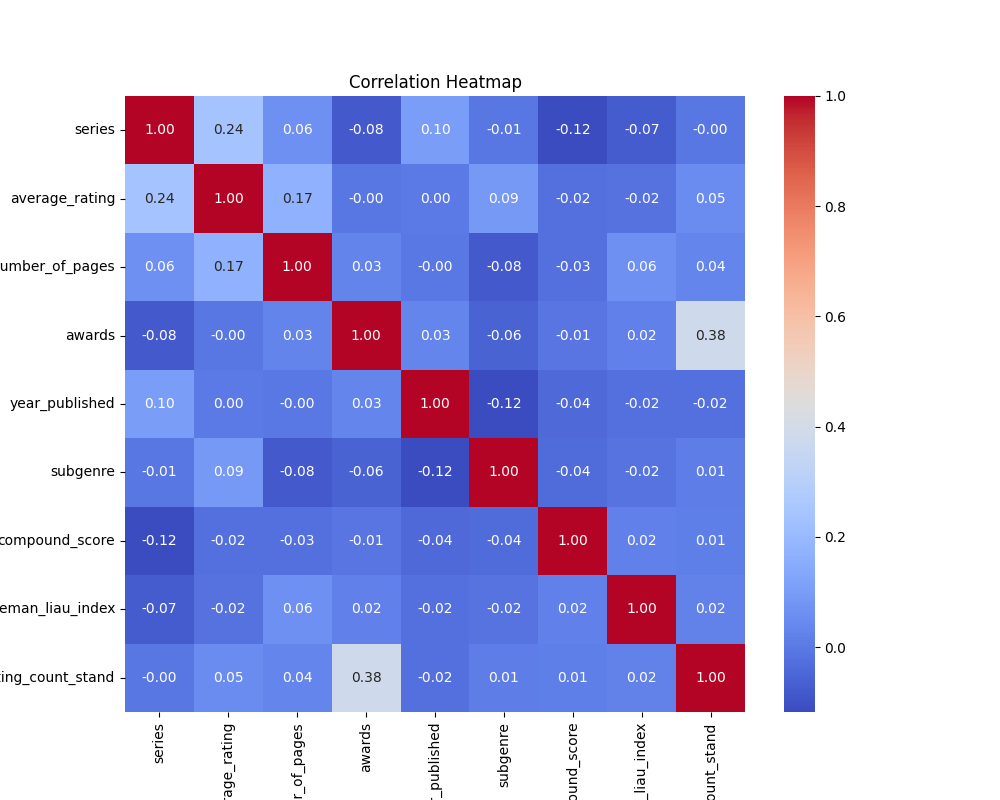 Correlation Heatmap
series 1.00 0.24 0.06 -0.08 0.10 -0.01 -0.12 -0.07 -0.00
average_rating 0.24 1.00 0.17 -0.00 0.00 0.09 -0.02 -0.02 0.05
umber_of_pages 0.06 0.17 1.00 0.03 -0.00 -0.08 -0.03 0.06 0.04
awards -0.08 -0.00 0.03 1.00 0.03 -0.06 -0.01 0.02 0.38
year_published 0.10 0.00 -0.00 0.03 1.00 -0.12 -0.04 -0.02 -0.02
subgenre -0.01 0.09 -0.08 -0.06 -0.12 1.00 -0.04 -0.02 0.01
compound_score -0.12 -0.02 -0.03 -0.01 -0.04 -0.04 1.00 0.02 0.01
eman_liau_index -0.07 -0.02 0.06 0.02 -0.02 -0.02 0.02 1.00 0.02
ting_count_stand -0.00 0.05 0.04 0.38 -0.02 0.01 0.01 0.02 1.00
series
rage_rating
r_of_pages
awards
r_published
subgenre
ound_score
_liau_index
ount_stand
1.0
0.8
0.6
0.4
0.2
0.0